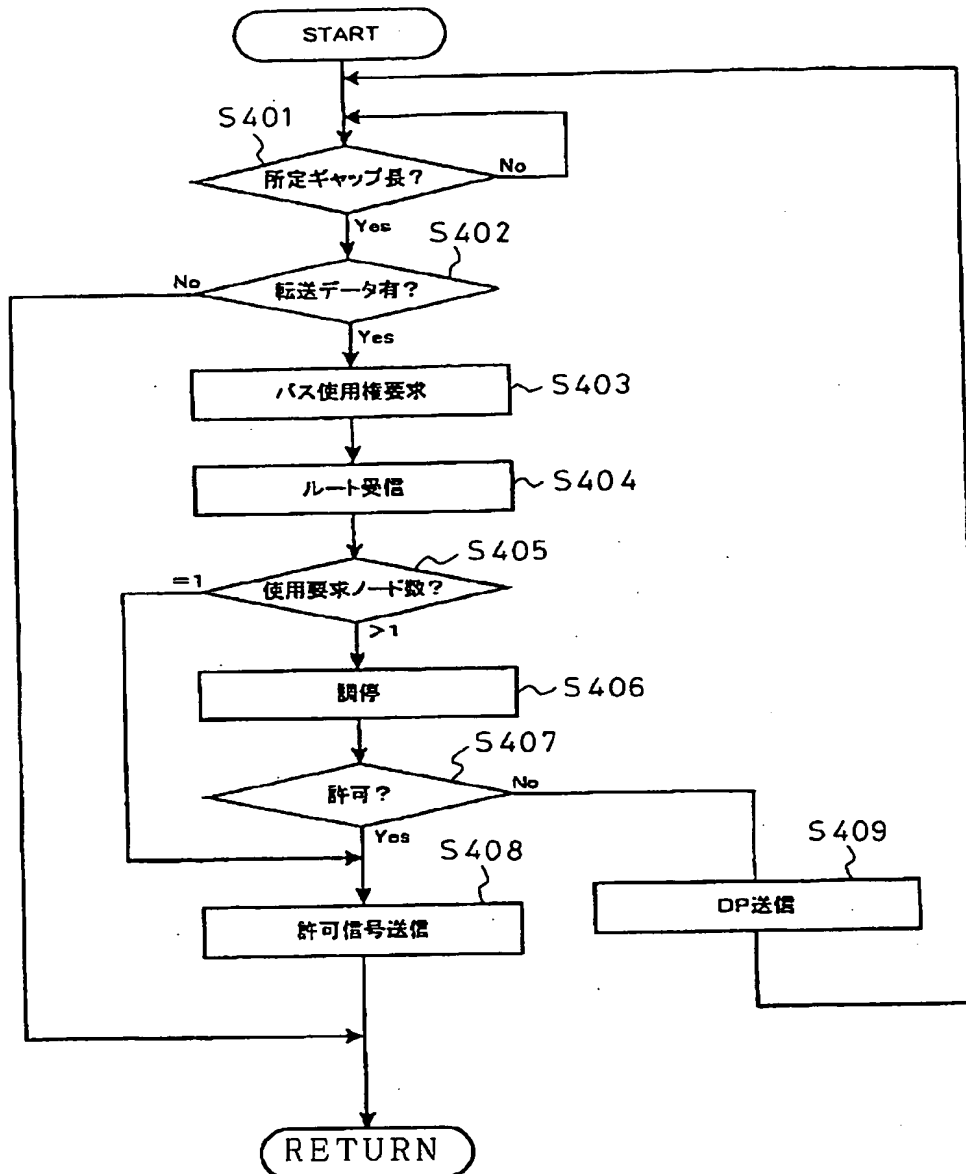 START
S401
所定ギャップ長?
No
Yes
S402
No
転送データ有?
Yes
バス使用権要求
S403
ルート受信
S404
S405
=1
使用要求ノード数?
>1
調停
S406
S407
許可?
No
Yes
S408
S409
許可信号送信
DP送信
RETURN